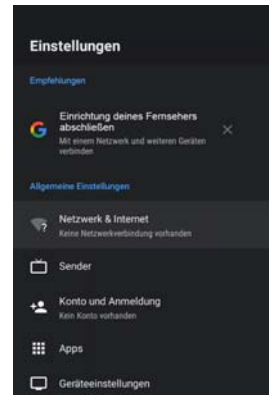 Einstellungen
Empfehlungen
Einrichtung deines Fernsehers
abschließen
Mit einem Netzwerk und weiteren Geräten
verbinden
Allgemeine Einstellungen
Netzwerk & Internet
Keine Netzwerkverbindung vorhanden
Sender
Konto und Anmeldung
Kein Konto vorhanden
Apps
Geräteeinstellungen